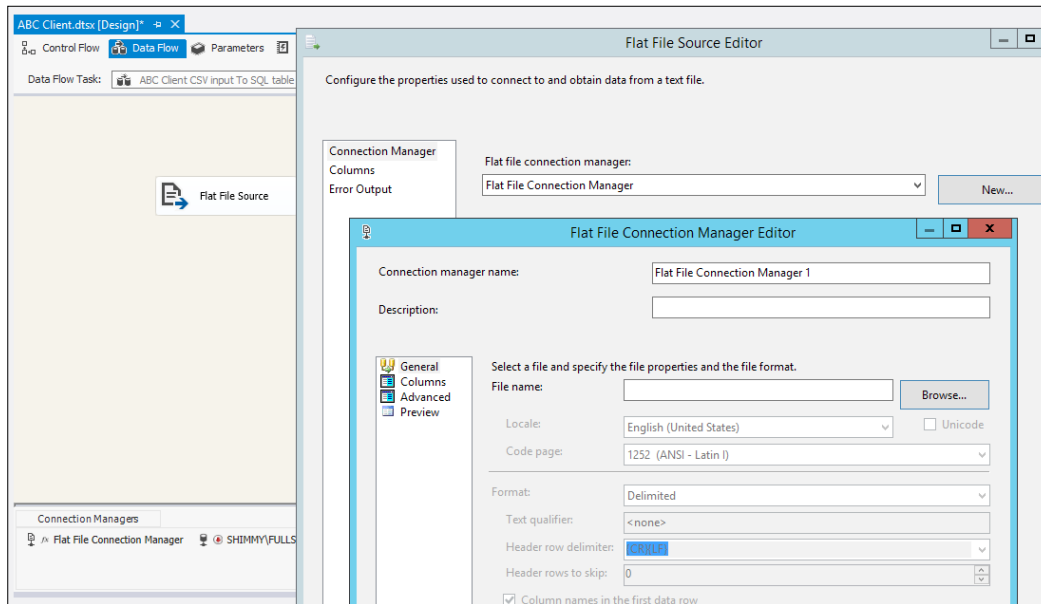 ABC Client.dtsx [Design]*
Control Flow Data Flow Parameters
Data Flow Task: ABC Client CSV input To SQL table
Flat File Source
Connection Managers
Flat File Connection Manager SHIMMY\FULLS
Flat File Source Editor
Configure the properties used to connect to and obtain data from a text file.
Connection Manager
Columns
Error Output
Flat file connection manager:
Flat File Connection Manager
New...
Flat File Connection Manager Editor
Connection manager name: Flat File Connection Manager 1
Description:
General
Columns
Advanced
Preview
Select a file and specify the file properties and the file format.
File name: Browse...
Locale: English (United States) Unicode
Code page: 1252 (ANSI - Latin I)
Format: Delimited
Text qualifier: <none>
Header row delimiter: {CR}{LF}
Header rows to skip: 0
Column names in the first data row